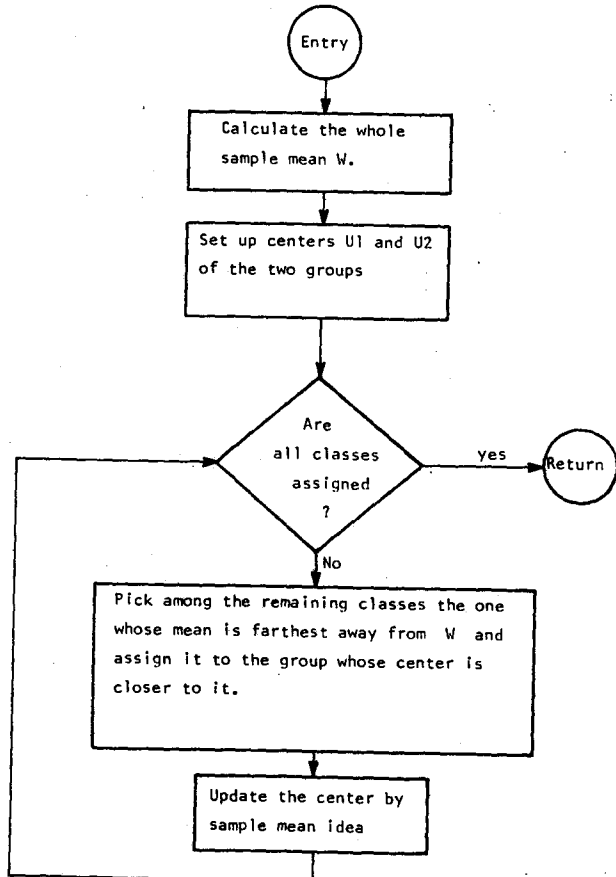 Entry
Calculate the whole
sample mean W.
Set up centers U1 and U2
of the two groups
Are
all classes
assigned
?
yes
Return
No
Pick among the remaining classes the one
whose mean is farthest away from W and
assign it to the group whose center is
closer to it.
Update the center by
sample mean idea